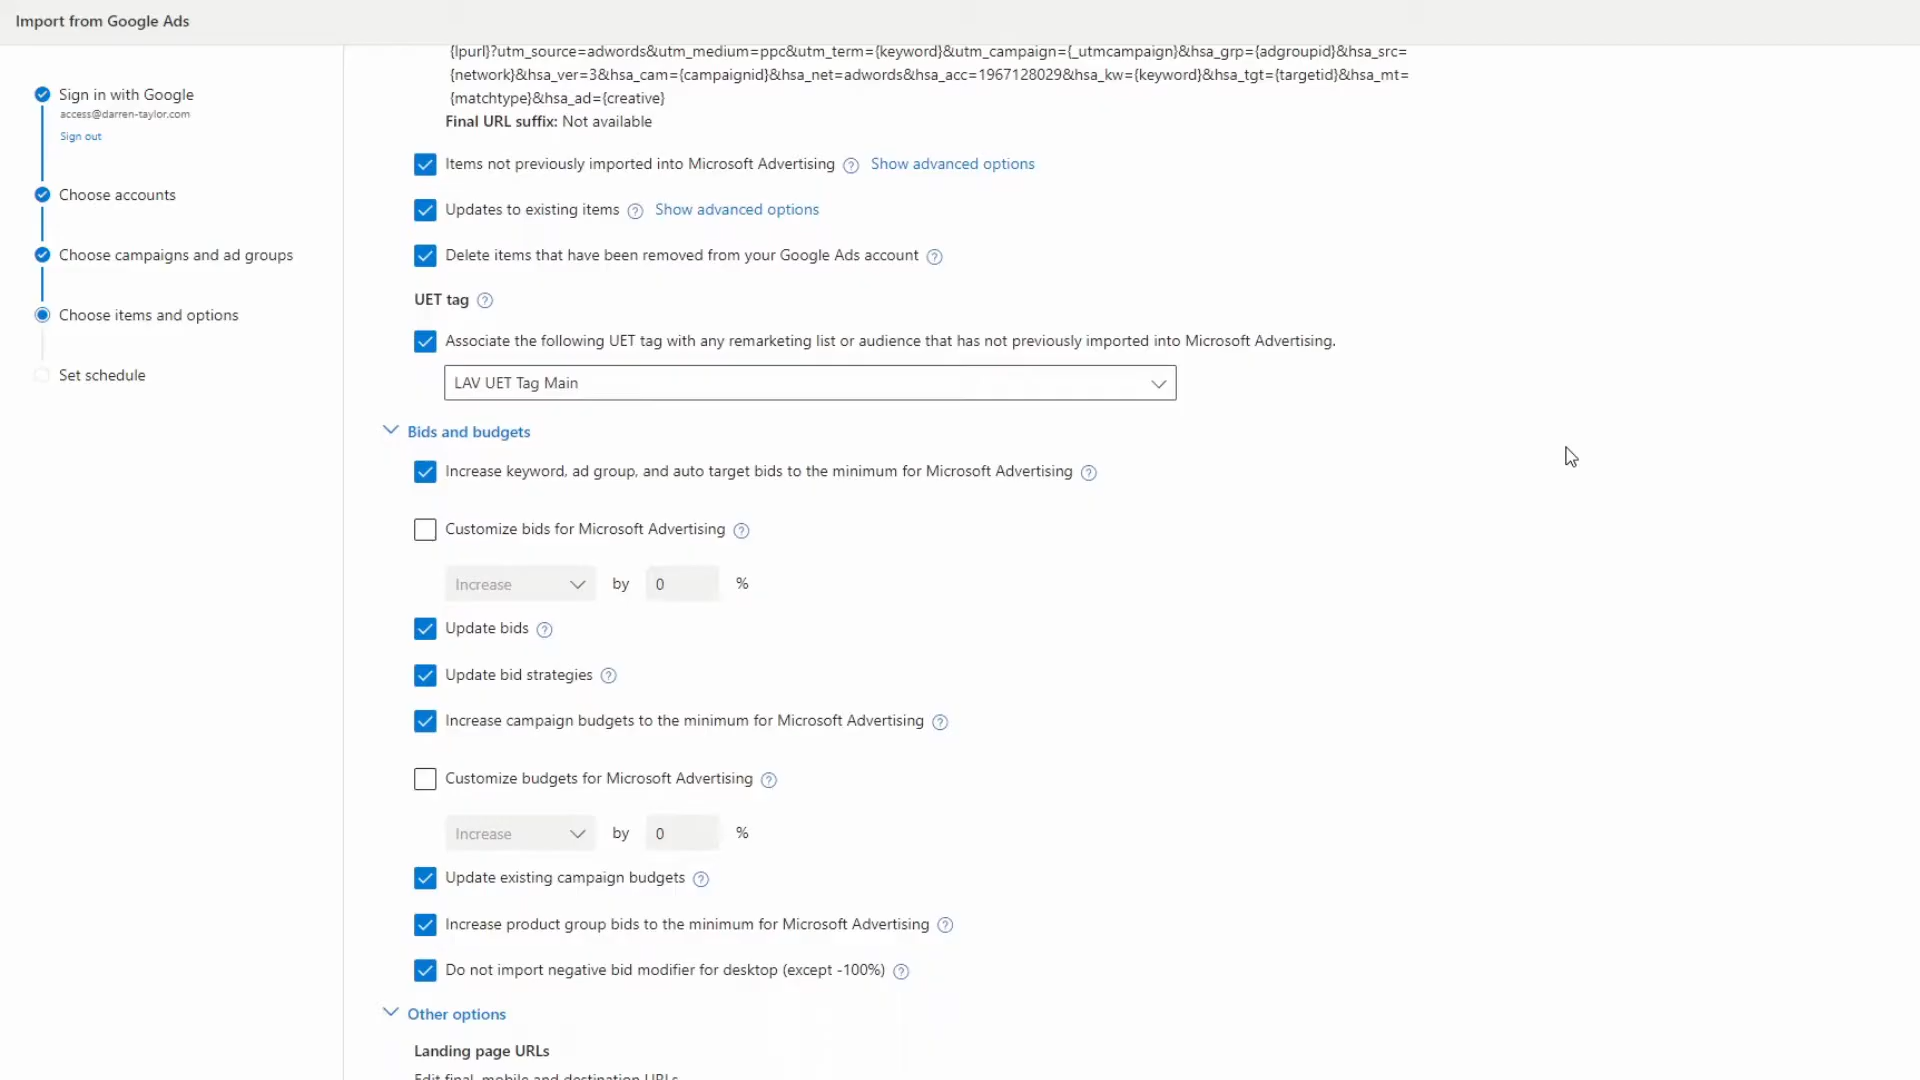 Import from Google Ads
Sign in with Google
access@darren-taylor.com
Sign out
Choose accounts
Choose campaigns and ad groups
Choose items and options
Set schedule
{lpurl}?utm_source=adwords&utm_medium=ppc&utm_term={keyword}&utm_campaign={_utmcampaign}&hsa_grp={adgroupid}&hsa_src=
{network}&hsa_ver=3&hsa_cam={campaignid}&hsa_net=adwords&hsa_acc=1967128029&hsa_kw={keyword}&hsa_tgt={targetid}&hsa_mt=
{matchtype}&hsa_ad={creative}
Final URL suffix: Not available
Items not previously imported into Microsoft Advertising ? Show advanced options
Updates to existing items ? Show advanced options
Delete items that have been removed from your Google Ads account ?
UET tag ?
Associate the following UET tag with any remarketing list or audience that has not previously imported into Microsoft Advertising.
LAV UET Tag Main
Bids and budgets
Increase keyword, ad group, and auto target bids to the minimum for Microsoft Advertising ?
Customize bids for Microsoft Advertising ?
Increase by 0 %
Update bids ?
Update bid strategies ?
Increase campaign budgets to the minimum for Microsoft Advertising ?
Customize budgets for Microsoft Advertising ?
Increase by 0 %
Update existing campaign budgets ?
Increase product group bids to the minimum for Microsoft Advertising ?
Do not import negative bid modifier for desktop (except -100%) ?
Other options
Landing page URLs
Edit final, mobile and destination URLs